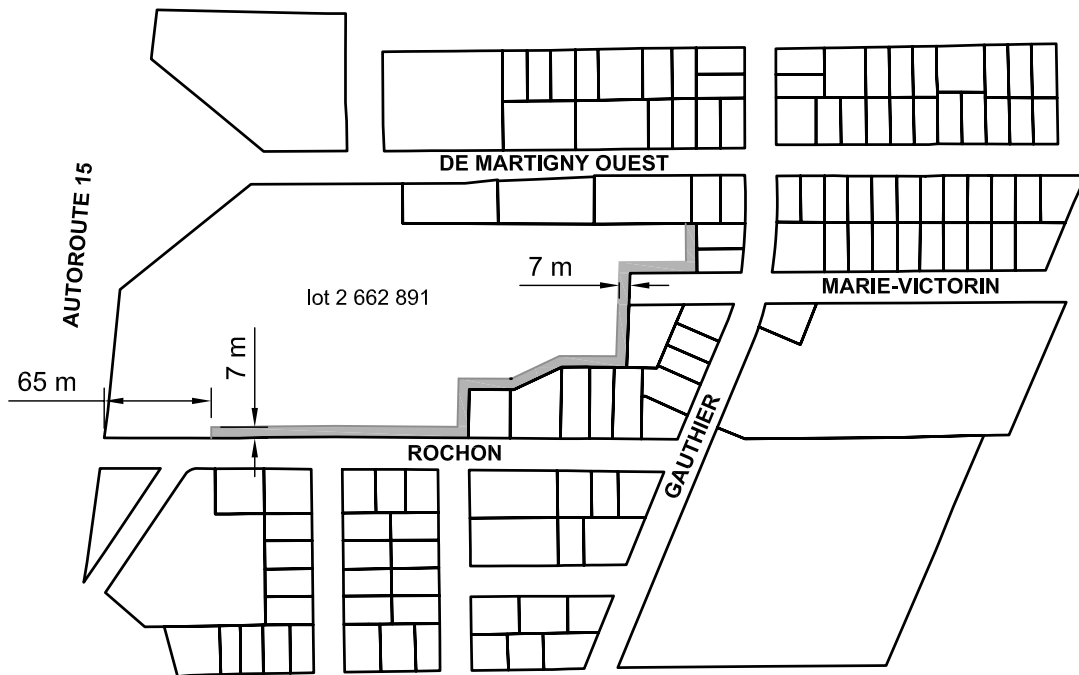 DE MARTIGNY OUEST
AUTOROUTE 15
7 m
MARIE-VICTORIN
lot 2 662 891
7 m
65 m
GAUTHIER
ROCHON